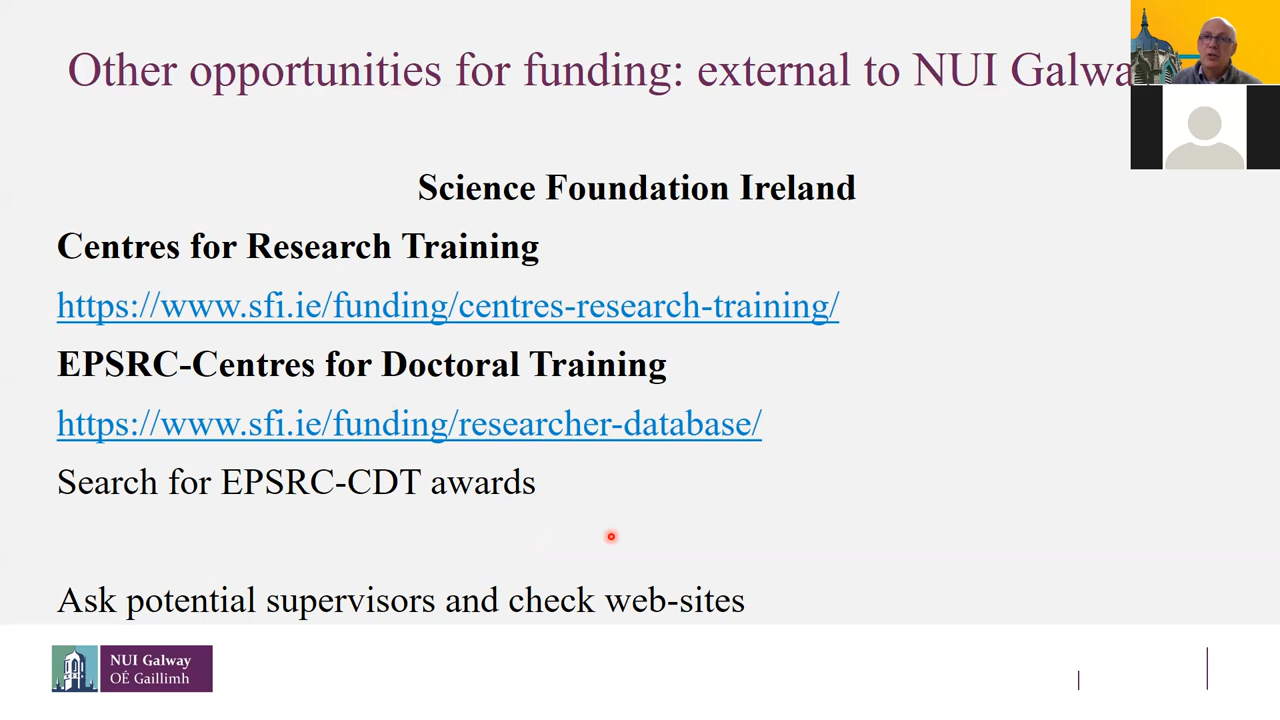 Other opportunities for funding: external to NUI Galwa
Science Foundation Ireland
Centres for Research Training
https://www.sfi.ie/funding/centres-research-training/
EPSRC-Centres for Doctoral Training
https://www.sfi.ie/funding/researcher-database/
Search for EPSRC-CDT awards
Ask potential supervisors and check web-sites
NUI Galway
OÉ Gaillimh